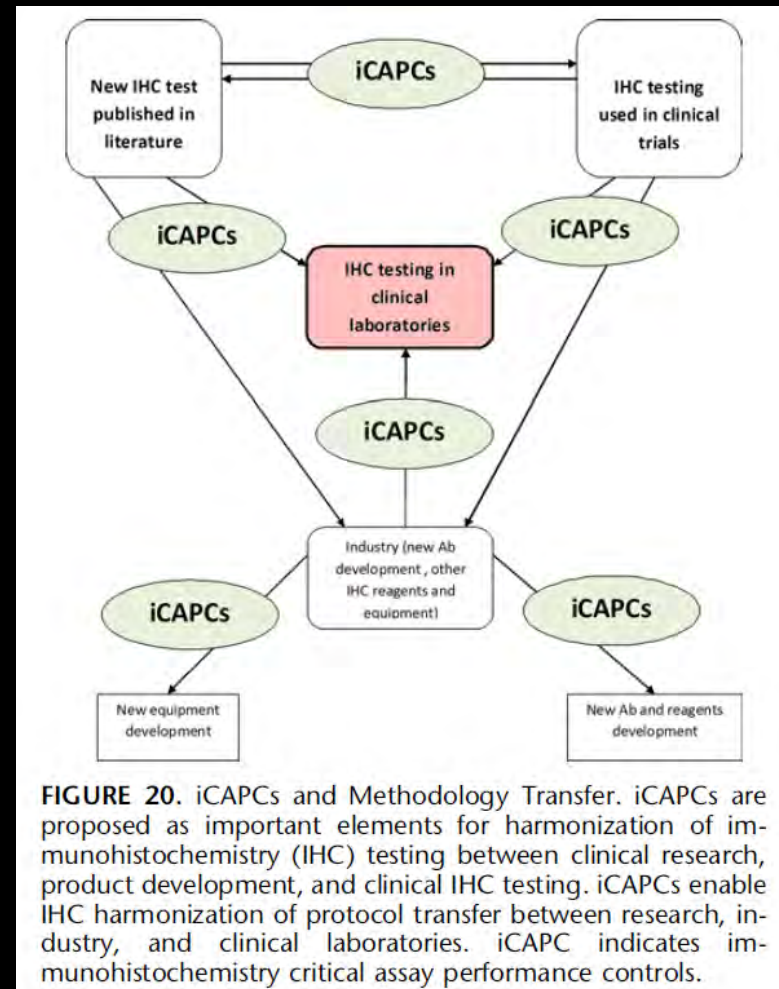 iCAPCs
New IHC test
published in
literature
IHC testing
used in clinical
trials
iCAPCs
iCAPCs
IHC testing in
clinical
laboratories
iCAPCs
Industry (new Ab
development , other
IHC reagents and
equipment)
iCAPCs
iCAPCs
New equipment
development
New Ab and reagents
development
FIGURE 20. iCAPCs and Methodology Transfer. iCAPCs are
proposed as important elements for harmonization of im-
munohistochemistry (IHC) testing between clinical research,
product development, and clinical IHC testing. iCAPCs enable
IHC harmonization of protocol transfer between research, in-
dustry, and clinical laboratories. iCAPC indicates im-
munohistochemistry critical assay performance controls.